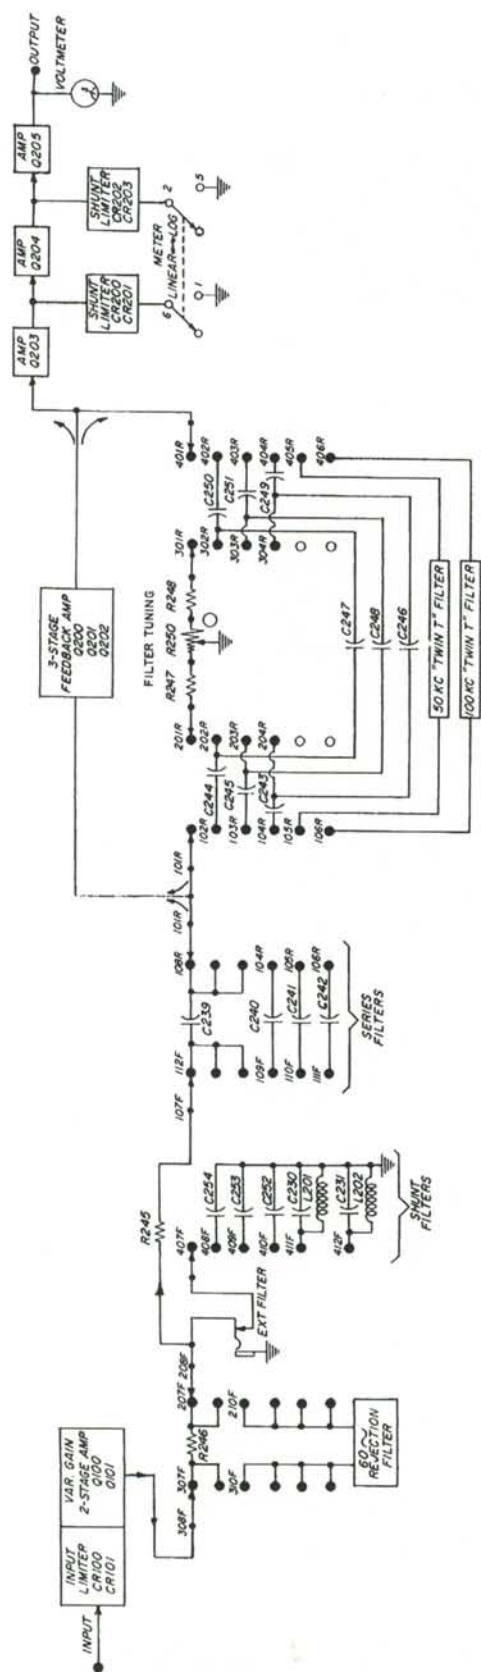 INPUT
INPUT
LIMITER
CR100
CR101
VAR. GAIN
2-STAGE AMP
Q100
Q101
308F
307F
R246
207F
208F
310F
210F
60~
REJECTION
FILTER
R245
EXT FILTER
407F
408F
C254
409F
C253
410F
C252
411F
C230
L201
412F
C231
L202
SHUNT
FILTERS
107F
112F
C239
108R
101R
101R
109F
C240
104R
110F
C241
105R
111F
C242
106R
SERIES
FILTERS
3-STAGE
FEEDBACK AMP
Q200
Q201
Q202
FILTER TUNING
102R
C244
201R
202R
R247
R250
R248
301R
302R
C250
401R
402R
103R
C245
203R
303R
C251
403R
104R
C243
204R
304R
C249
404R
105R
405R
106R
406R
C247
C248
C246
50 KC "TWIN T" FILTER
100 KC "TWIN T" FILTER
AMP
Q203
AMP
Q204
AMP
Q205
OUTPUT
VOLTMETER
SHUNT
LIMITER
CR200
CR201
SHUNT
LIMITER
CR202
CR203
METER
LINEAR LOG
6
1
2
5